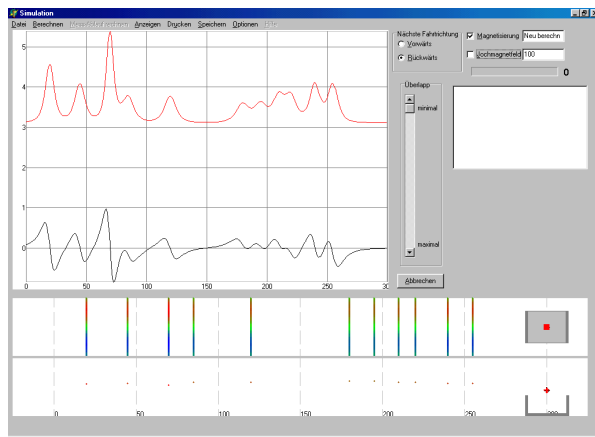 Simulation
Datei Berechnen Anzeigen Drucken Speichern Optionen Hilfe
Nächste Fahrtrichtung
Vorwärts
Rückwärts
Magnetisierung Neu berechn
Jochmagnetfeld 100
0
Überlapp
minimal
maximal
Abbrechen
5
4
3
2
1
0
0 50 100 150 200 250 30
0 50 100 150 200 250 300